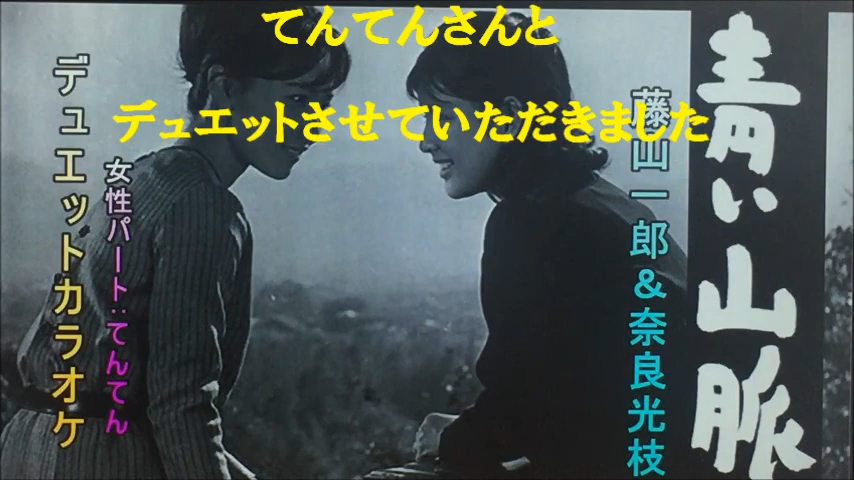 てんてんさんと
デュエットさせていただきました
青い山脈
藤山一郎&奈良光枝
女性パート:てんてん
デュエットカラオケ